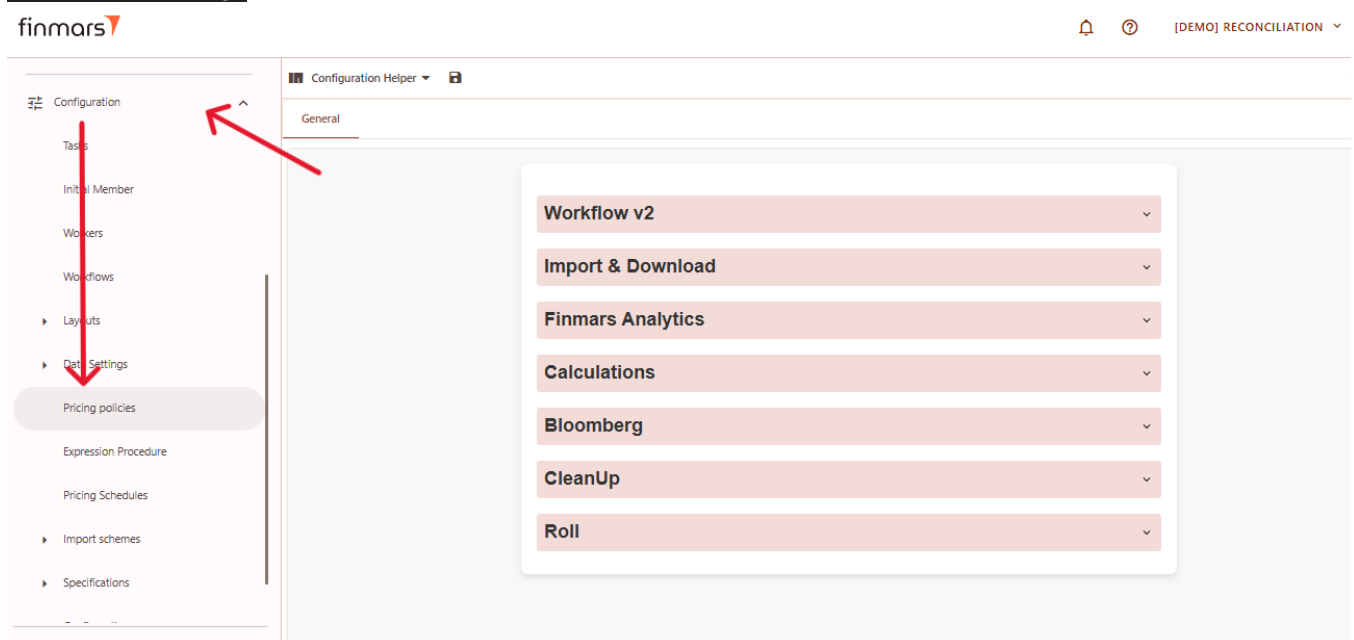 finmars
[DEMO] RECONCILIATION
Configuration Helper
Configuration
General
Tasks
Initial Member
Workers
Workflows
Layouts
Data Settings
Pricing policies
Expression Procedure
Pricing Schedules
Import schemes
Specifications
Workflow v2
Import & Download
Finmars Analytics
Calculations
Bloomberg
CleanUp
Roll